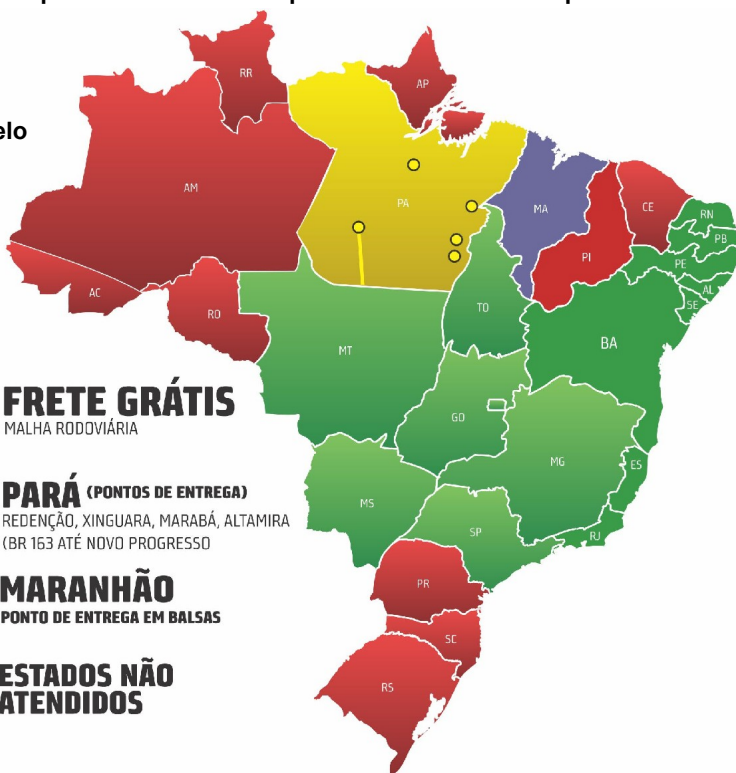 elo
RR
AP
AM
PA
MA
CE
RN
PB
PI
PE
AL
SE
AC
RO
TO
BA
MT
GO
MG
ES
MS
SP
RJ
PR
SC
RS
FRETE GRÁTIS
MALHA RODOVIÁRIA
PARÁ (PONTOS DE ENTREGA)
REDENÇÃO, XINGUARA, MARABÁ, ALTAMIRA
(BR 163 ATÉ NOVO PROGRESSO
MARANHÃO
PONTO DE ENTREGA EM BALSAS
ESTADOS NÃO
ATENDIDOS